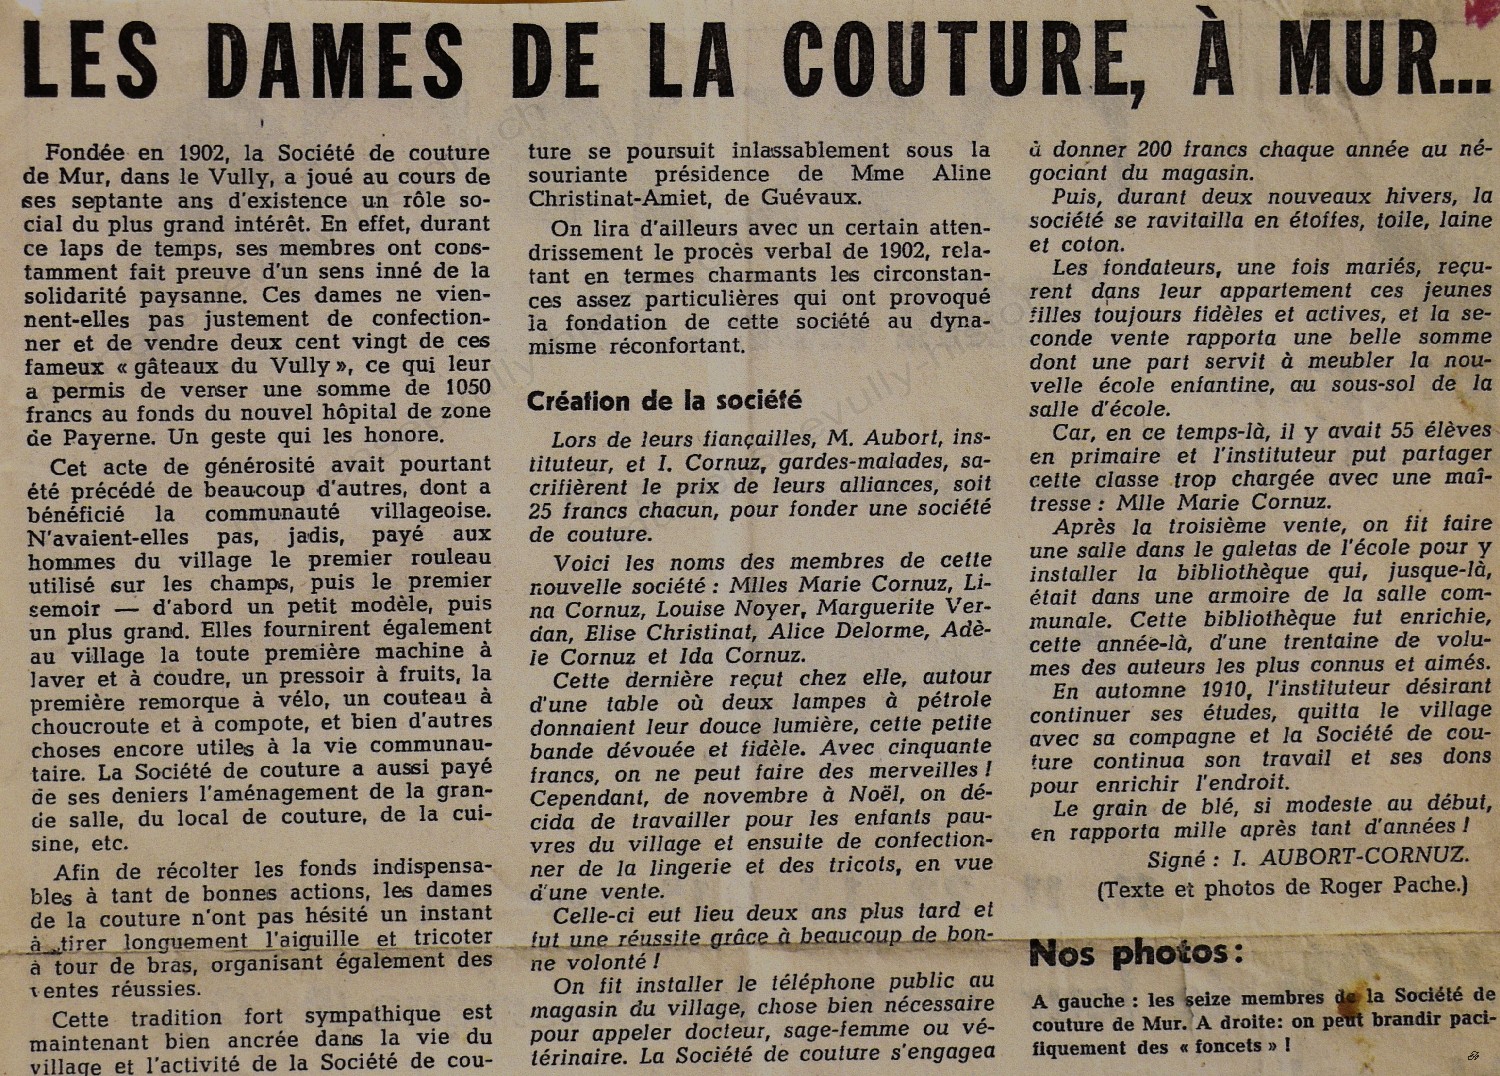 LES DAMES DE LA COUTURE, À MUR...
Fondée en 1902, la Société de couture
de Mur, dans le Vully, a joué au cours de
ses septante ans d'existence un rôle so-
cial du plus grand intérêt. En effet, durant
ce laps de temps, ses membres ont cons-
tamment fait preuve d'un sens inné de la
solidarité paysanne. Ces dames ne vien-
nent-elles pas justement de confection-
ner et de vendre deux cent vingt de ces
fameux « gâteaux du Vully », ce qui leur
a permis de verser une somme de 1050
francs au fonds du nouvel hôpital de zone
de Payerne. Un geste qui les honore.
Cet acte de générosité avait pourtant
été précédé de beaucoup d'autres, dont a
bénéficié la communauté villageoise.
N'avaient-elles pas, jadis, payé aux
hommes du village le premier rouleau
utilisé sur les champs, puis le premier
semoir — d'abord un petit modèle, puis
un plus grand. Elles fournirent également
au village la toute première machine à
laver et à coudre, un pressoir à fruits, la
première remorque à vélo, un couteau à
choucroute et à compote, et bien d'autres
choses encore utiles à la vie communau-
taire. La Société de couture a aussi payé
de ses deniers l'aménagement de la gran-
de salle, du local de couture, de la cui-
sine, etc.
Afin de récolter les fonds indispensa-
bles à tant de bonnes actions, les dames
de la couture n'ont pas hésité un instant
à tirer longuement l'aiguille et tricoter
à tour de bras, organisant également des
ventes réussies.
Cette tradition fort sympathique est
maintenant bien ancrée dans la vie du
village et l'activité de la Société de cou-
ture se poursuit inlassablement sous la
souriante présidence de Mme Aline
Christinat-Amiet, de Guévaux.
On lira d'ailleurs avec un certain atten-
drissement le procès verbal de 1902, rela-
tant en termes charmants les circonstan-
ces assez particulières qui ont provoqué
la fondation de cette société au dyna-
misme réconfortant.
Création de la société
Lors de leurs fiançailles, M. Aubort, ins-
tituteur, et I. Cornuz, gardes-malades, sa-
crifièrent le prix de leurs alliances, soit
25 francs chacun, pour fonder une société
de couture.
Voici les noms des membres de cette
nouvelle société : Mlles Marie Cornuz, Li-
na Cornuz, Louise Noyer, Marguerite Ver-
dan, Elise Christinat, Alice Delorme, Adè-
le Cornuz et Ida Cornuz.
Cette dernière reçut chez elle, autour
d'une table où deux lampes à pétrole
donnaient leur douce lumière, cette petite
bande dévouée et fidèle. Avec cinquante
francs, on ne peut faire des merveilles !
Cependant, de novembre à Noël, on dé-
cida de travailler pour les enfants pau-
vres du village et ensuite de confection-
ner de la lingerie et des tricots, en vue
d'une vente.
Celle-ci eut lieu deux ans plus tard et
fut une réussite grâce à beaucoup de bon-
ne volonté !
On fit installer le téléphone public au
magasin du village, chose bien nécessaire
pour appeler docteur, sage-femme ou vé-
térinaire. La Société de couture s'engagea
à donner 200 francs chaque année au né-
gociant du magasin.
Puis, durant deux nouveaux hivers, la
société se ravitailla en étoffes, toile, laine
et coton.
Les fondateurs, une fois mariés, reçu-
rent dans leur appartement ces jeunes
filles toujours fidèles et actives, et la se-
conde vente rapporta une belle somme
dont une part servit à meubler la nou-
velle école enfantine, au sous-sol de la
salle d'école.
Car, en ce temps-là, il y avait 55 élèves
en primaire et l'instituteur put partager
cette classe trop chargée avec une maî-
tresse : Mlle Marie Cornuz.
Après la troisième vente, on fit faire
une salle dans le galetas de l'école pour y
installer la bibliothèque qui, jusque-là,
était dans une armoire de la salle com-
munale. Cette bibliothèque fut enrichie,
cette année-là, d'une trentaine de volu-
mes des auteurs les plus connus et aimés.
En automne 1910, l'instituteur désirant
continuer ses études, quitta le village
avec sa compagne et la Société de cou-
ture continua son travail et ses dons
pour enrichir l'endroit.
Le grain de blé, si modeste au début,
en rapporta mille après tant d'années !
Signé : I. AUBORT-CORNUZ.
(Texte et photos de Roger Pache.)
Nos photos :
A gauche : les seize membres de la Société de
couture de Mur. A droite: on peut brandir paci-
fiquement des « foncets » !